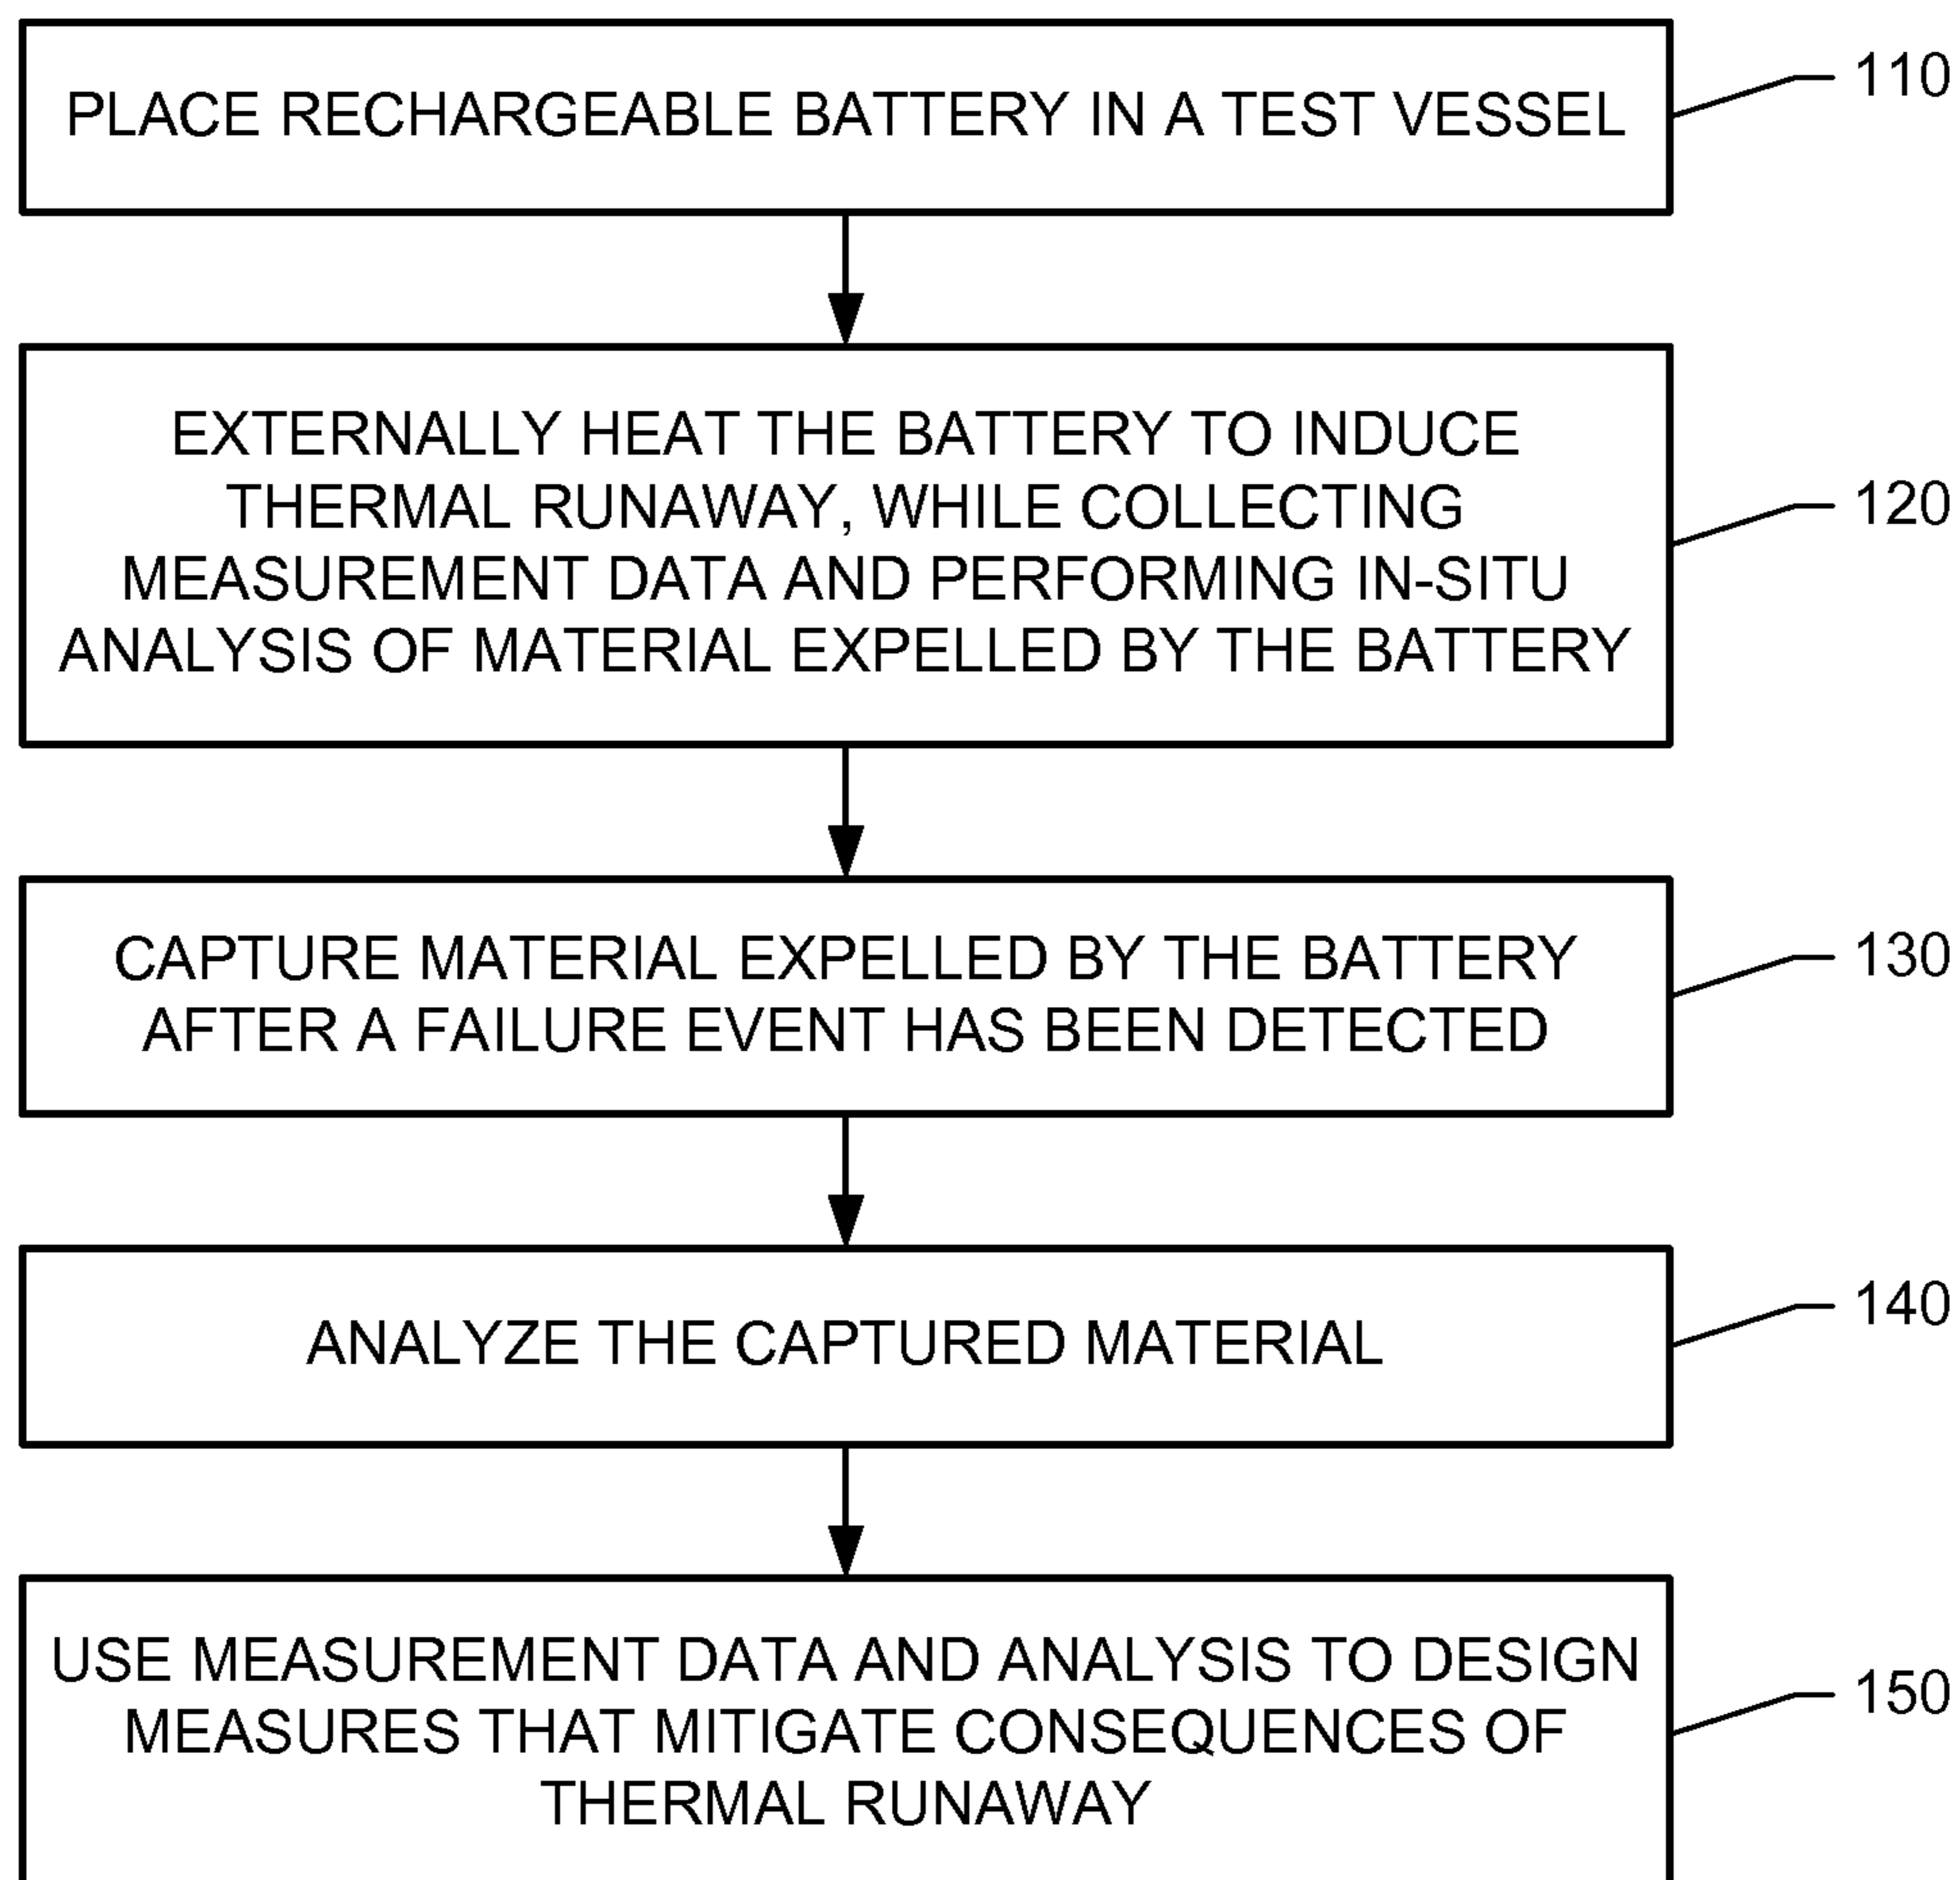 PLACE RECHARGEABLE BATTERY IN A TEST VESSEL
110
EXTERNALLY HEAT THE BATTERY TO INDUCE
THERMAL RUNAWAY, WHILE COLLECTING
MEASUREMENT DATA AND PERFORMING IN-SITU
ANALYSIS OF MATERIAL EXPELLED BY THE BATTERY
120
CAPTURE MATERIAL EXPELLED BY THE BATTERY
AFTER A FAILURE EVENT HAS BEEN DETECTED
130
ANALYZE THE CAPTURED MATERIAL
140
USE MEASUREMENT DATA AND ANALYSIS TO DESIGN
MEASURES THAT MITIGATE CONSEQUENCES OF
THERMAL RUNAWAY
150